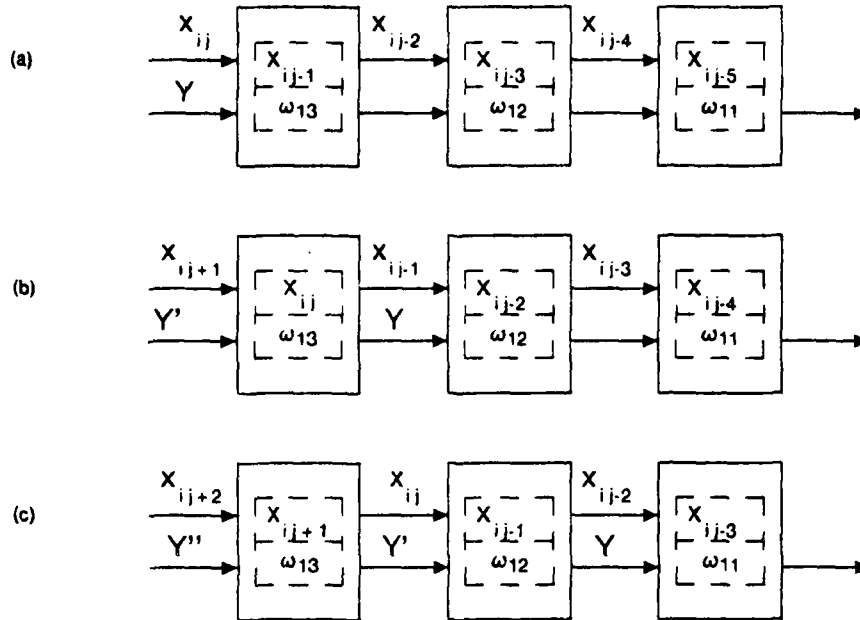 X ij X ij-2 X ij-4
(a) X ij-1 X ij-3 X ij-5
Y ω13 ω12 ω11
X ij+1 X ij-1 X ij-3
(b) X ij X ij-2 X ij-4
Y' ω13 Y ω12 ω11
X ij+2 X ij X ij-2
(c) X ij+1 X ij-1 X ij-3
Y'' ω13 Y' ω12 Y ω11